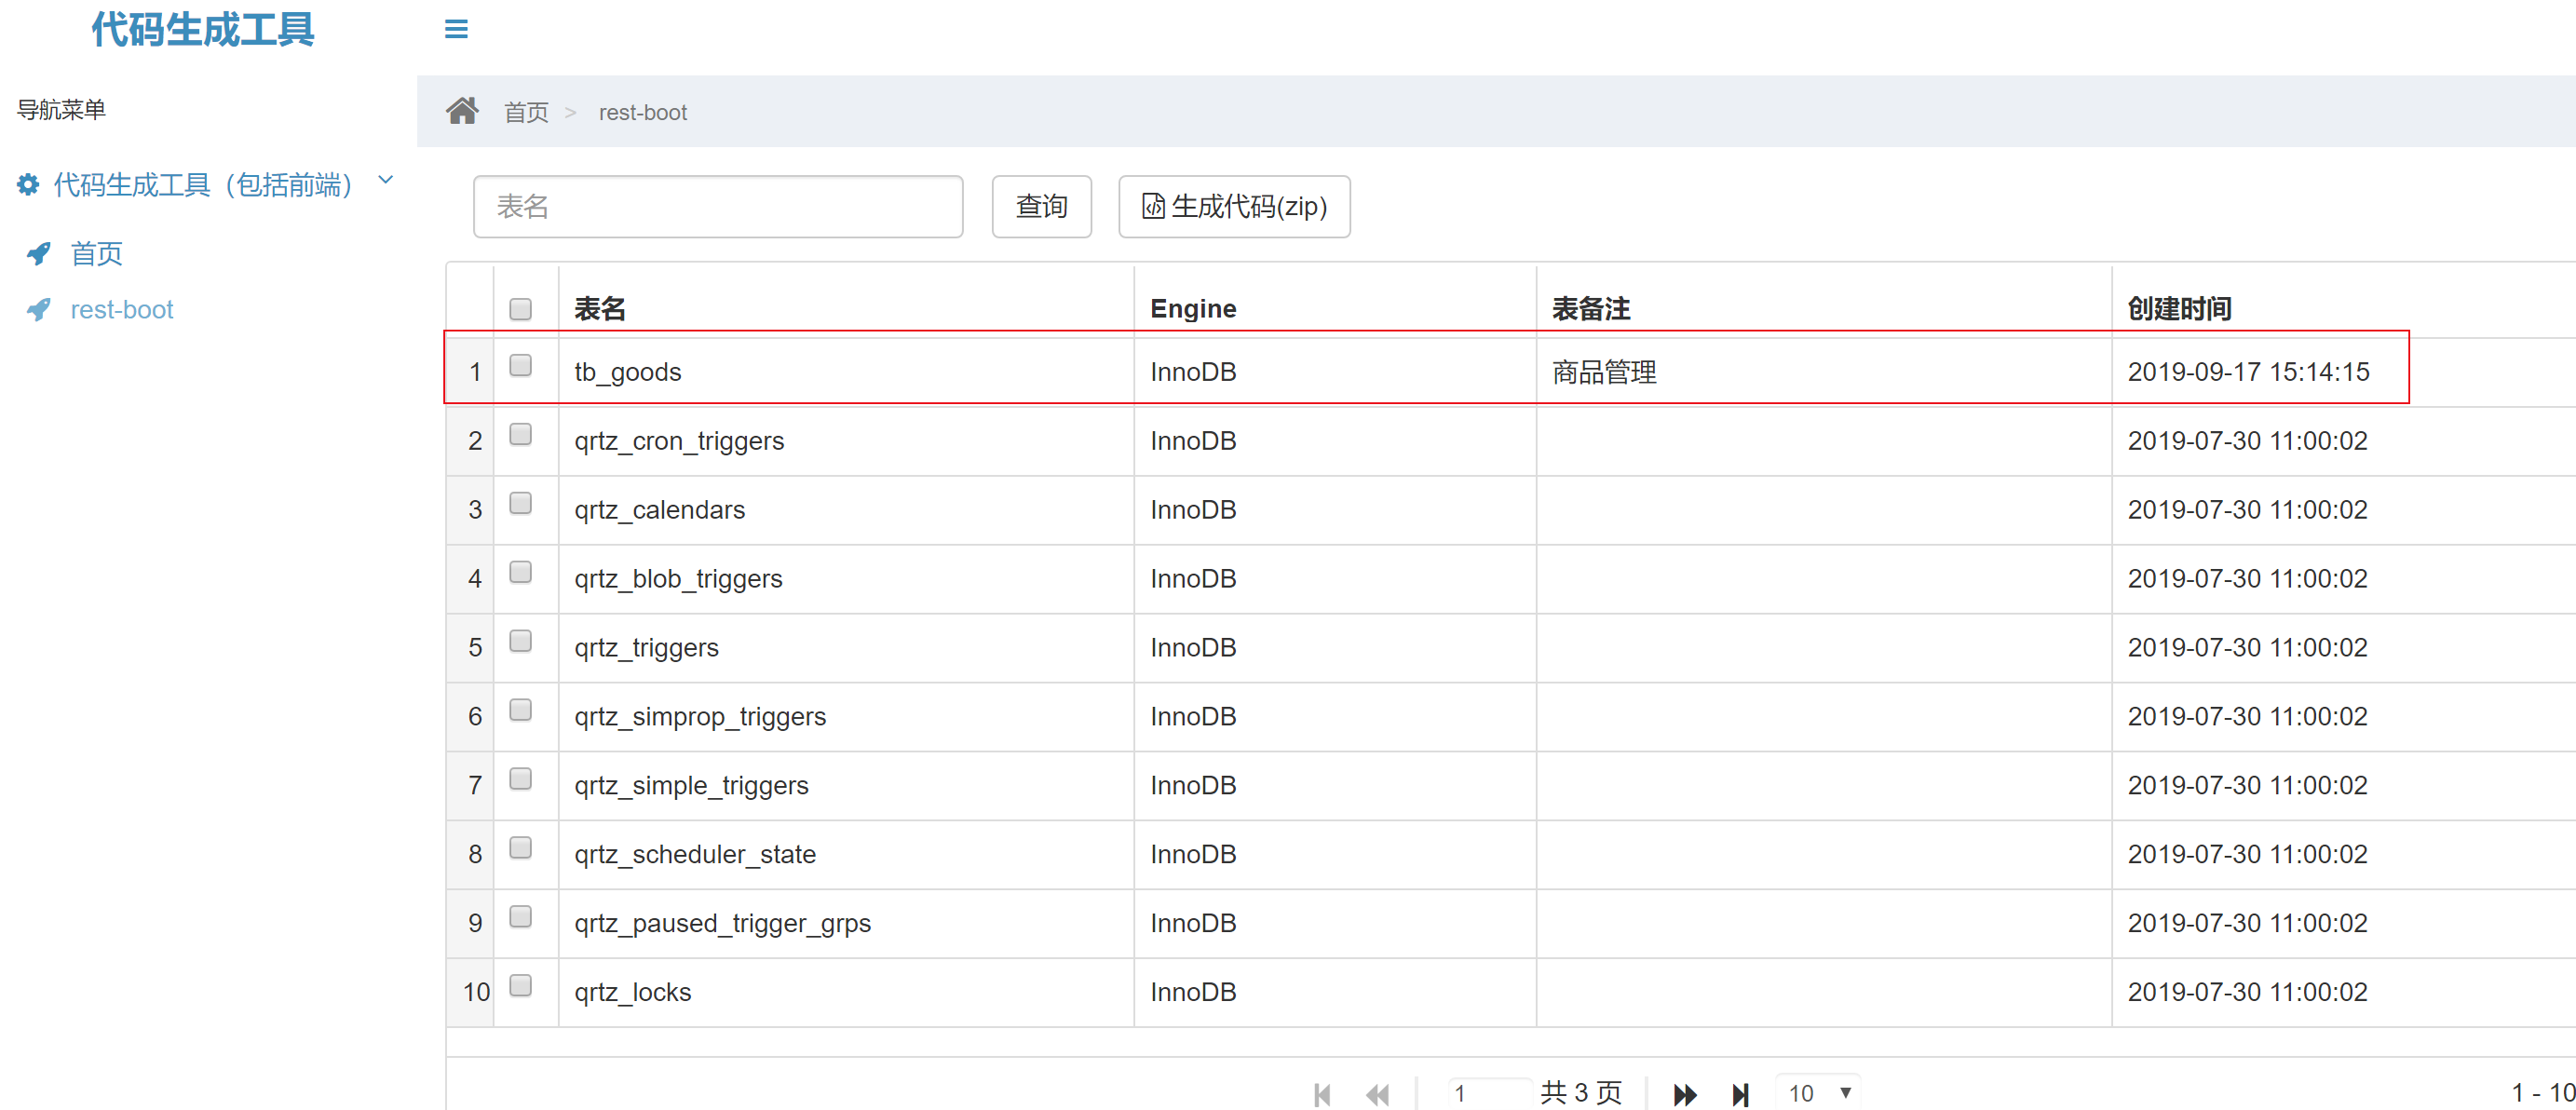 代码生成工具
导航菜单
代码生成工具（包括前端）
首页
rest-boot
首页 > rest-boot
表名 查询 生成代码(zip)
表名 Engine 表备注 创建时间
1 tb_goods InnoDB 商品管理 2019-09-17 15:14:15
2 qrtz_cron_triggers InnoDB 2019-07-30 11:00:02
3 qrtz_calendars InnoDB 2019-07-30 11:00:02
4 qrtz_blob_triggers InnoDB 2019-07-30 11:00:02
5 qrtz_triggers InnoDB 2019-07-30 11:00:02
6 qrtz_simprop_triggers InnoDB 2019-07-30 11:00:02
7 qrtz_simple_triggers InnoDB 2019-07-30 11:00:02
8 qrtz_scheduler_state InnoDB 2019-07-30 11:00:02
9 qrtz_paused_trigger_grps InnoDB 2019-07-30 11:00:02
10 qrtz_locks InnoDB 2019-07-30 11:00:02
1 共 3 页 10 1 - 10